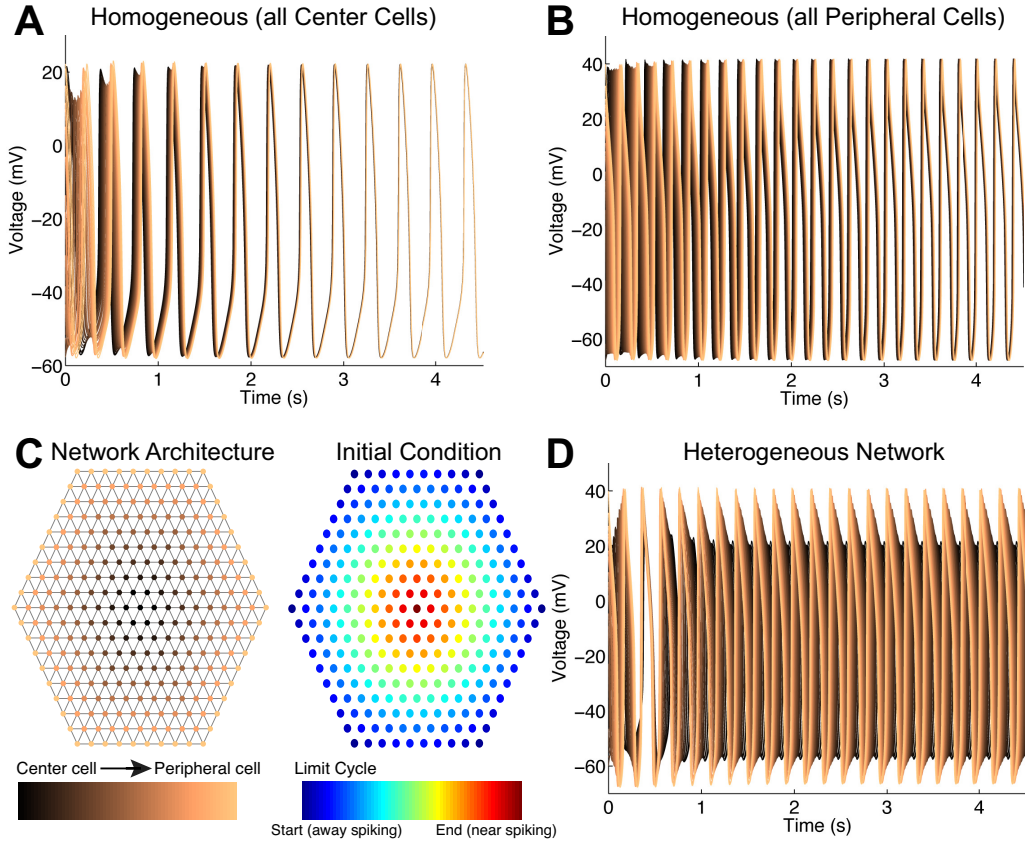 A Homogeneous (all Center Cells)
Voltage (mV)
20
0
−20
−40
−60
0 1 2 3 4
Time (s)
B Homogeneous (all Peripheral Cells)
Voltage (mV)
40
20
0
−20
−40
−60
0 1 2 3 4
Time (s)
C Network Architecture
Initial Condition
Center cell Peripheral cell
Limit Cycle
Start (away spiking) End (near spiking)
D Heterogeneous Network
Voltage (mV)
40
20
0
−20
−40
−60
0 1 2 3 4
Time (s)